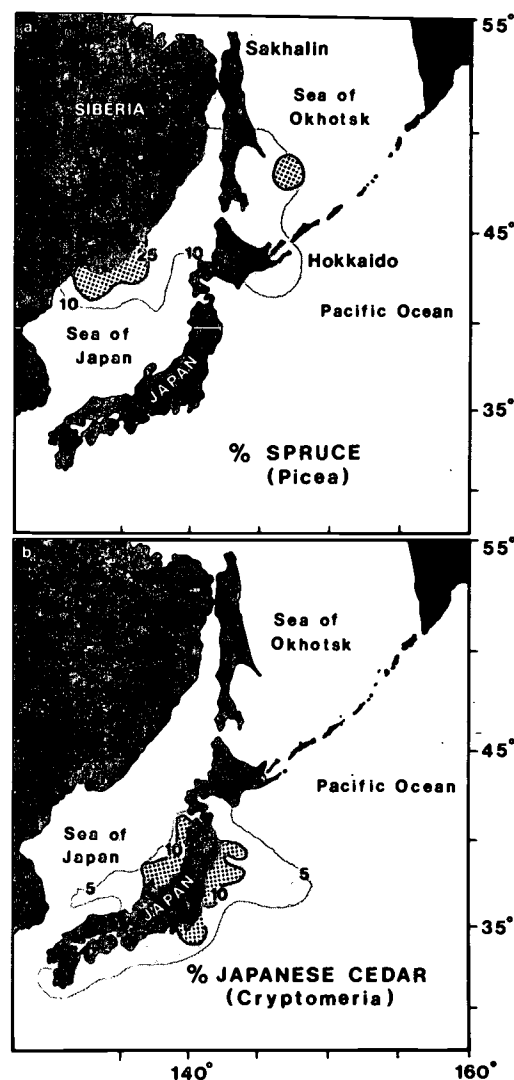 a
55°
Sakhalin
SIBERIA
Sea of
Okhotsk
45°
25
10
Hokkaido
10
Pacific Ocean
Sea of
Japan
JAPAN
35°
% SPRUCE
(Picea)
b
55°
Sea of
Okhotsk
45°
Pacific Ocean
Sea of
Japan
10
5
5
JAPAN
10
35°
% JAPANESE CEDAR
(Cryptomeria)
140°
160°